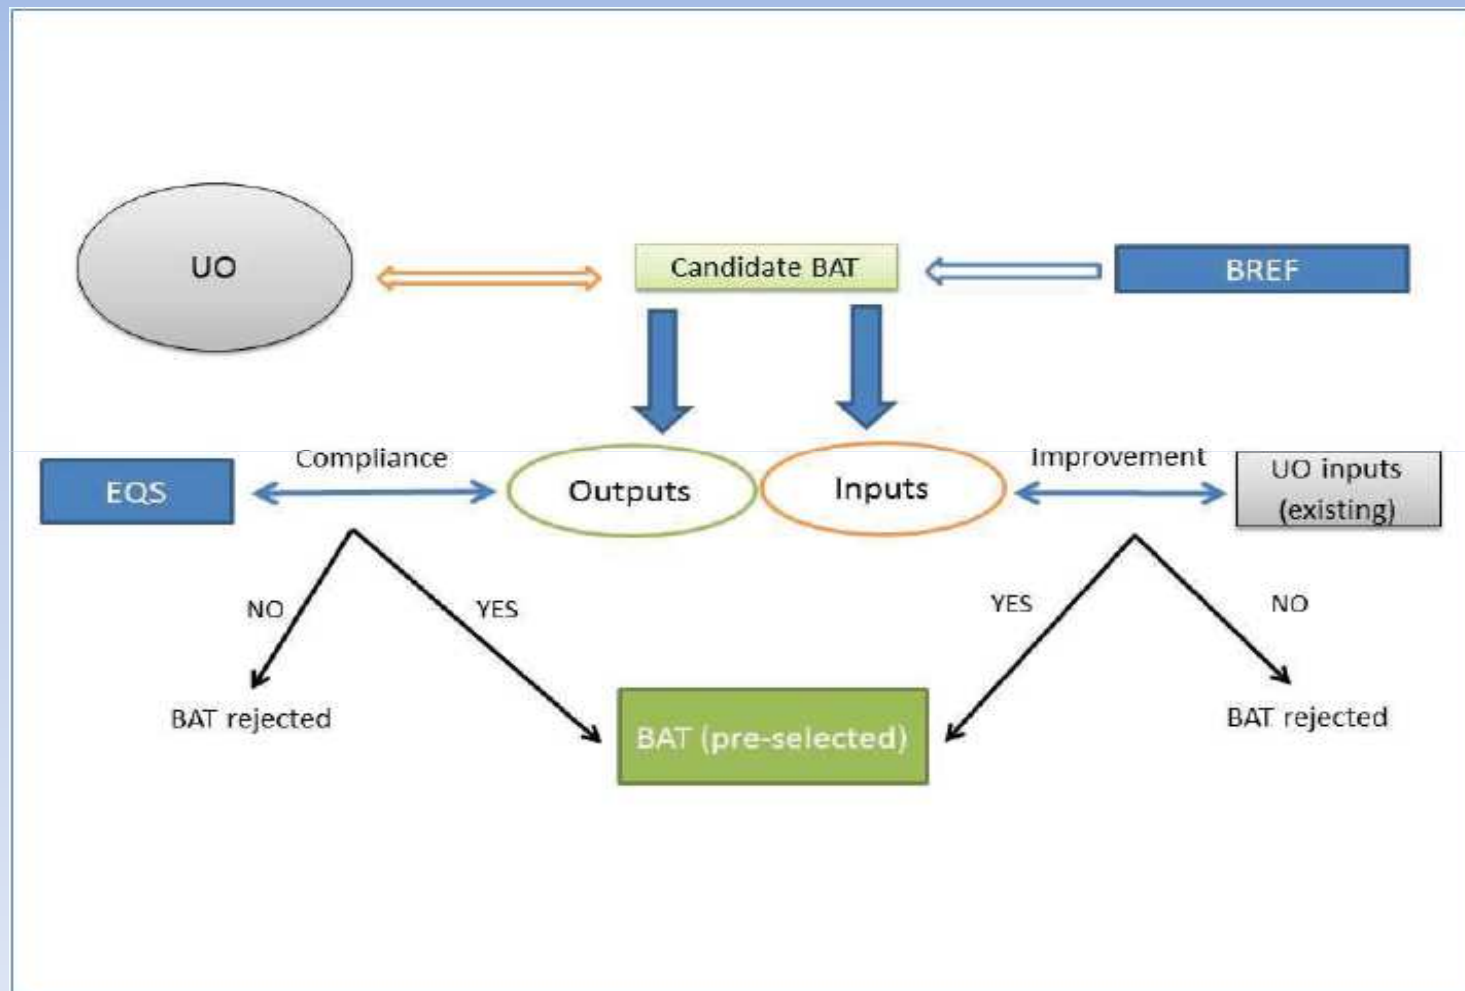 UO
Candidate BAT
BREF
Compliance
Improvement
EQS
Outputs
Inputs
UO inputs
(existing)
NO
YES
YES
NO
BAT rejected
BAT (pre-selected)
BAT rejected